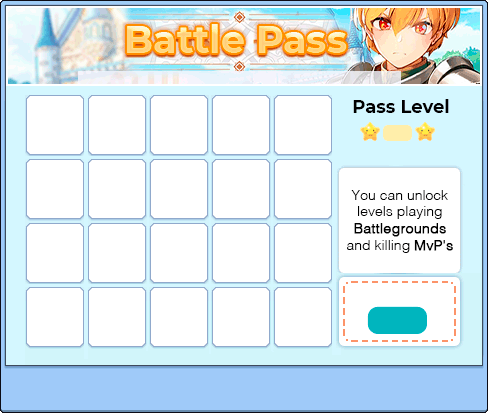 Battle Pass
Pass Level
You can unlock
levels playing
Battlegrounds
and killing MvP's